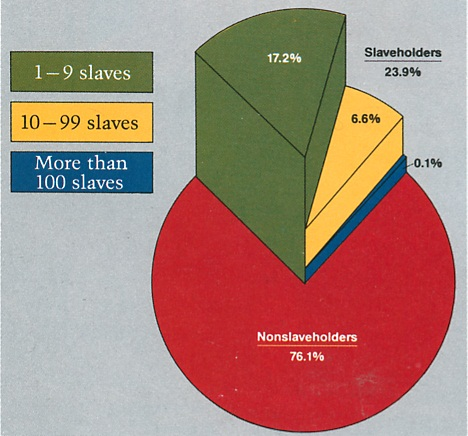 1–9 slaves
10–99 slaves
More than
100 slaves
17.2%
Slaveholders
23.9%
6.6%
0.1%
Nonslaveholders
76.1%